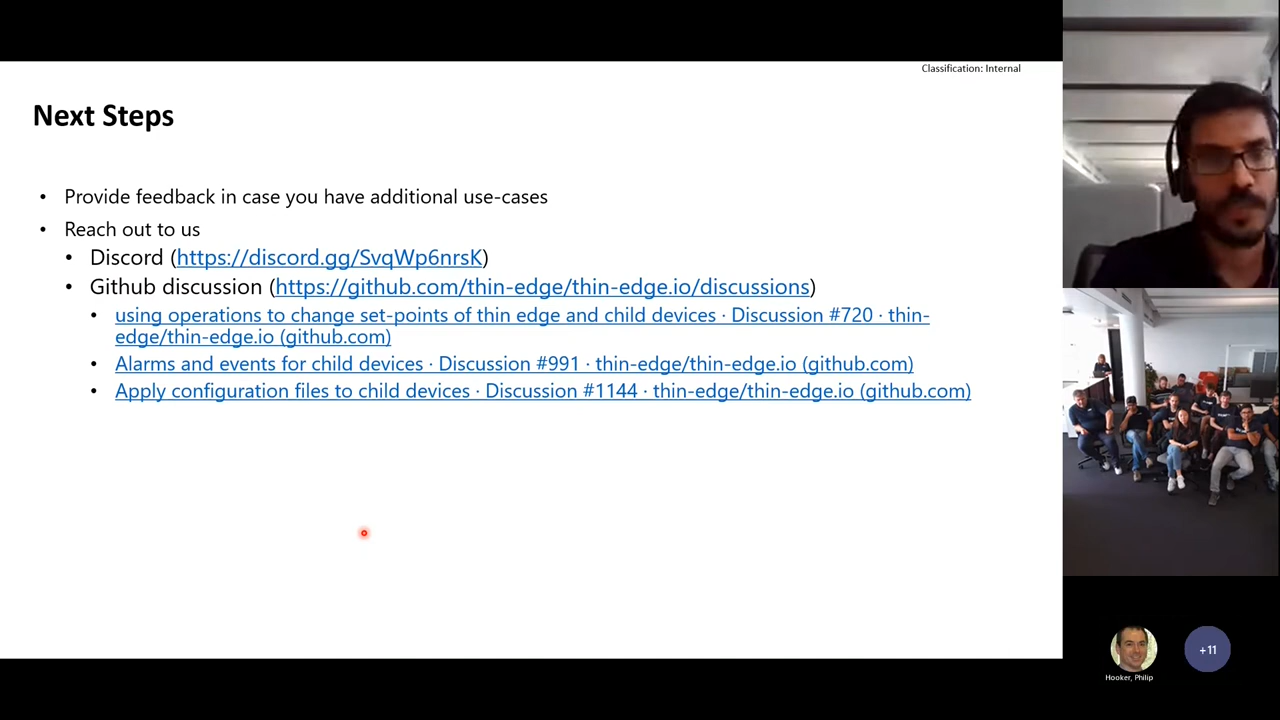 Classification: Internal
Next Steps
• Provide feedback in case you have additional use-cases
• Reach out to us
• Discord (https://discord.gg/SvqWp6nrsK)
• Github discussion (https://github.com/thin-edge/thin-edge.io/discussions)
• using operations to change set-points of thin edge and child devices · Discussion #720 · thin-
edge/thin-edge.io (github.com)
• Alarms and events for child devices · Discussion #991 · thin-edge/thin-edge.io (github.com)
• Apply configuration files to child devices · Discussion #1144 · thin-edge/thin-edge.io (github.com)
+11
Hooker, Philip